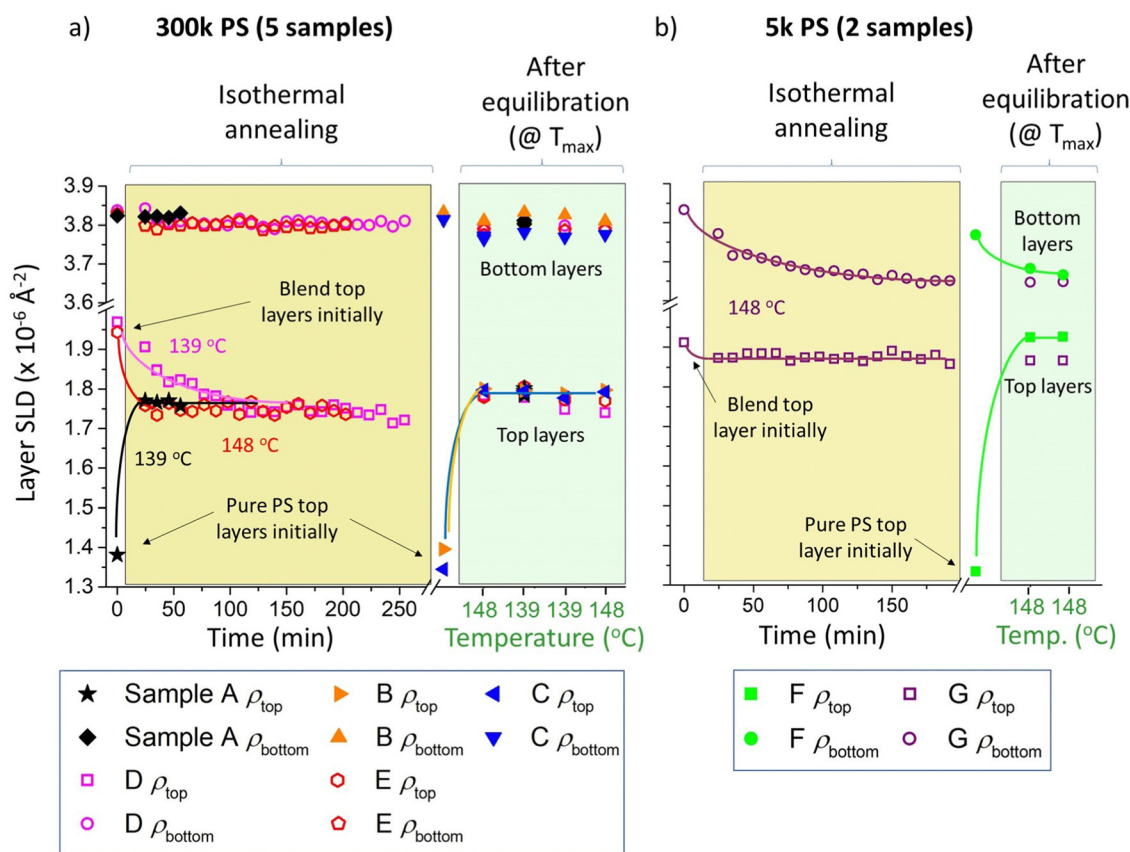 a) 300k PS (5 samples)
Isothermal
annealing
After
equilibration
(@ Tmax)
Layer SLD (x 10-6 Å-2)
3.9
3.8
3.7
3.6
1.9
1.8
1.7
1.6
1.5
1.4
1.3
Blend top
layers initially
139 °C
139 °C
148 °C
Pure PS top
layers initially
Bottom layers
Top layers
0 50 100 150 200 250
Time (min)
148 139 139 148
Temperature (°C)
Sample A ρtop
Sample A ρbottom
D ρtop
D ρbottom
B ρtop
B ρbottom
E ρtop
E ρbottom
C ρtop
C ρbottom
b) 5k PS (2 samples)
Isothermal
annealing
After
equilibration
(@ Tmax)
148 °C
Blend top
layer initially
Pure PS top
layer initially
Bottom
layers
Top layers
0 50 100 150
Time (min)
148 148
Temp. (°C)
F ρtop
F ρbottom
G ρtop
G ρbottom